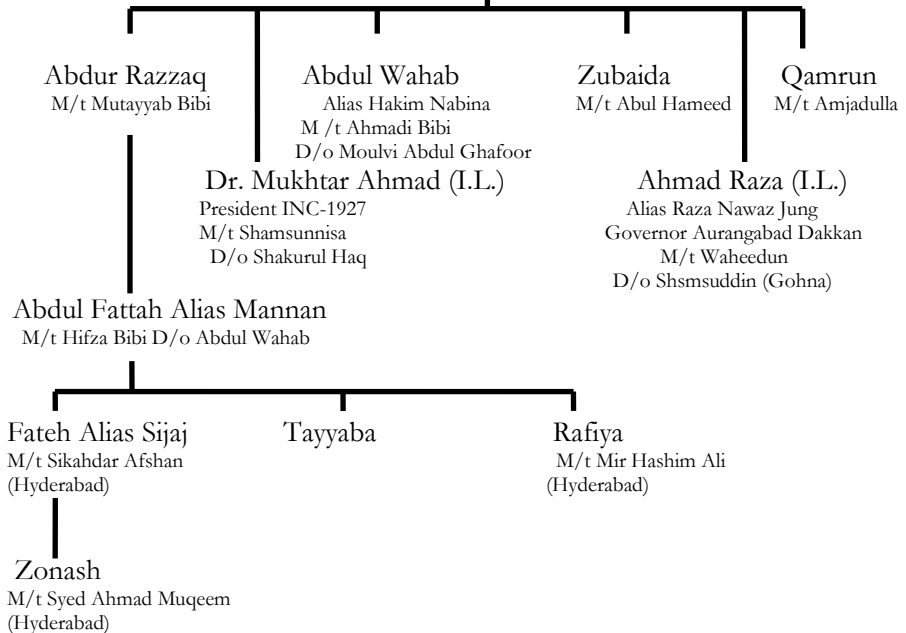 Abdur Razzaq
M/t Mutayyab Bibi
Abdul Wahab
Alias Hakim Nabina
M /t Ahmadi Bibi
D/o Moulvi Abdul Ghafoor
Zubaida
M/t Abul Hameed
Qamrun
M/t Amjadulla
Dr. Mukhtar Ahmad (I.L.)
President INC-1927
M/t Shamsunnisa
D/o Shakurul Haq
Ahmad Raza (I.L.)
Alias Raza Nawaz Jung
Governor Aurangabad Dakkan
M/t Waheedun
D/o Shsmsuddin (Gohna)
Abdul Fattah Alias Mannan
M/t Hifza Bibi D/o Abdul Wahab
Fateh Alias Sijaj
M/t Sikahdar Afshan
(Hyderabad)
Tayyaba
Rafiya
M/t Mir Hashim Ali
(Hyderabad)
Zonash
M/t Syed Ahmad Muqeem
(Hyderabad)